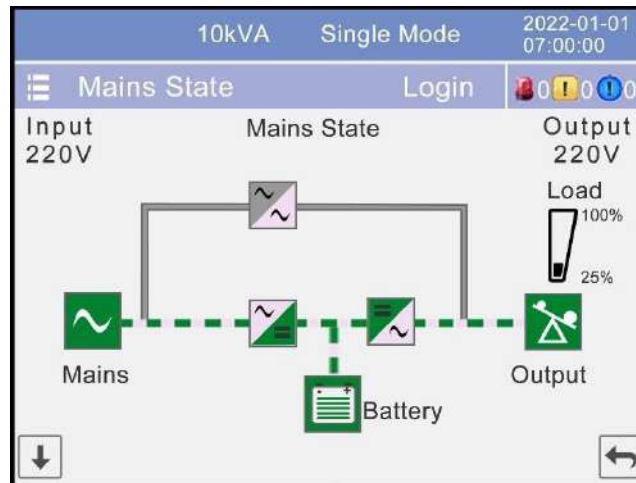 10kVA Single Mode 2022-01-01
07:00:00
Mains State Login 0 ! 0 ! 0
Input Mains State Output
220V 220V
Load
100%
25%
Mains Output
Battery